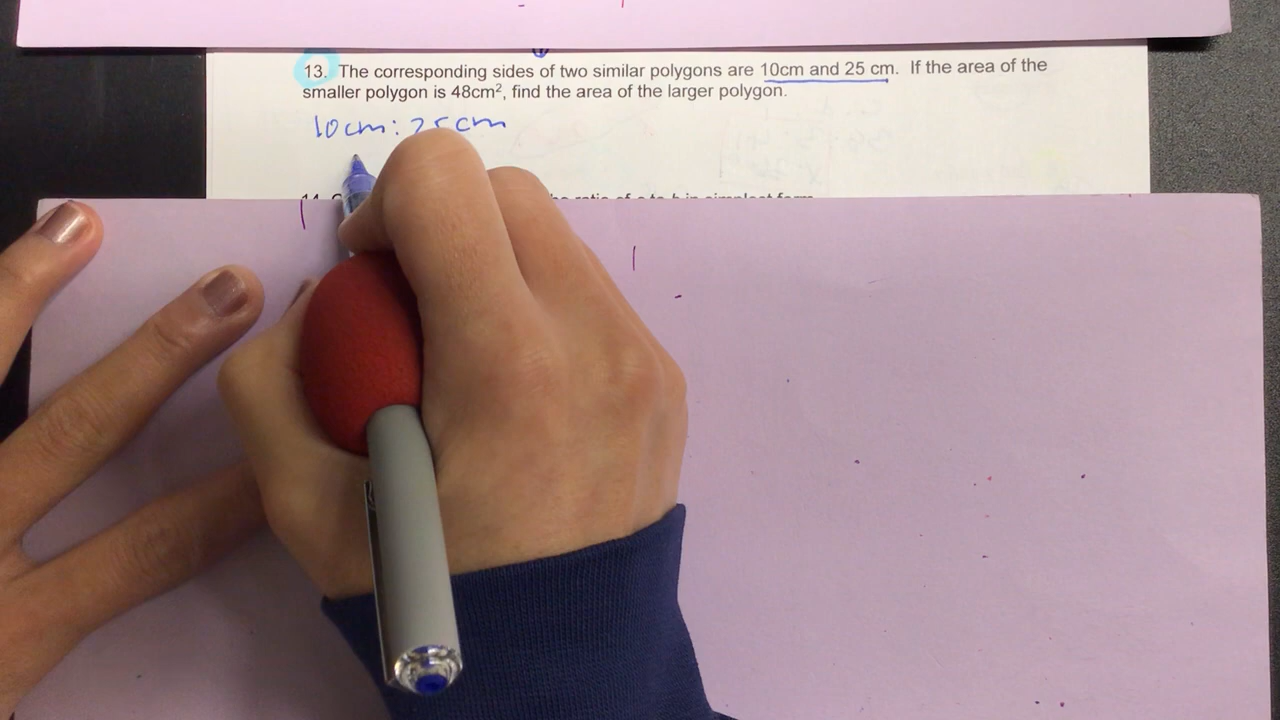 13. The corresponding sides of two similar polygons are 10cm and 25 cm. If the area of the
smaller polygon is 48cm², find the area of the larger polygon.
10cm : 25cm